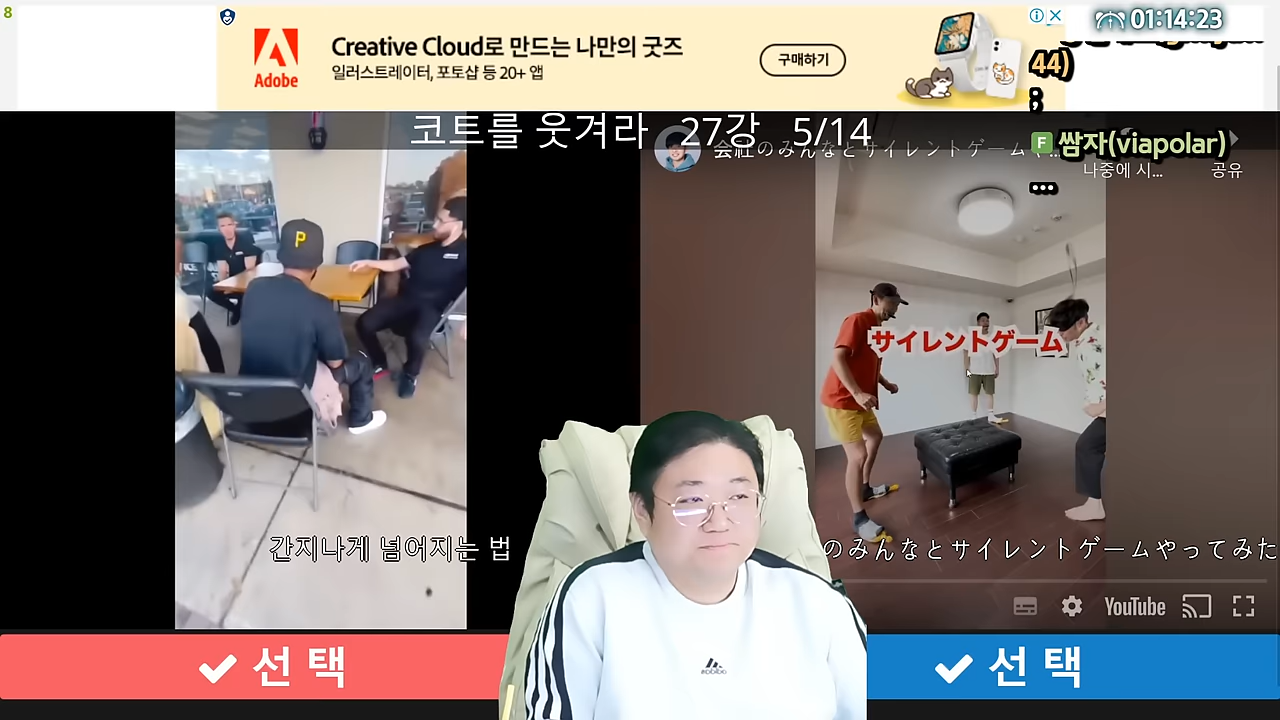 8
Adobe
Creative Cloud로 만드는 나만의 굿즈
일러스트레이터, 포토샵 등 20+ 앱
구매하기
01:14:23
44)
;
쌈자(viapolar)
...
코트를 웃겨라 27강 5/14
会社のみんなとサイレントゲームや...
나중에 시...
공유
P
サイレントゲーム
간지나게 넘어지는 법
のみんなとサイレントゲームやってみた
YouTube
선택
선택